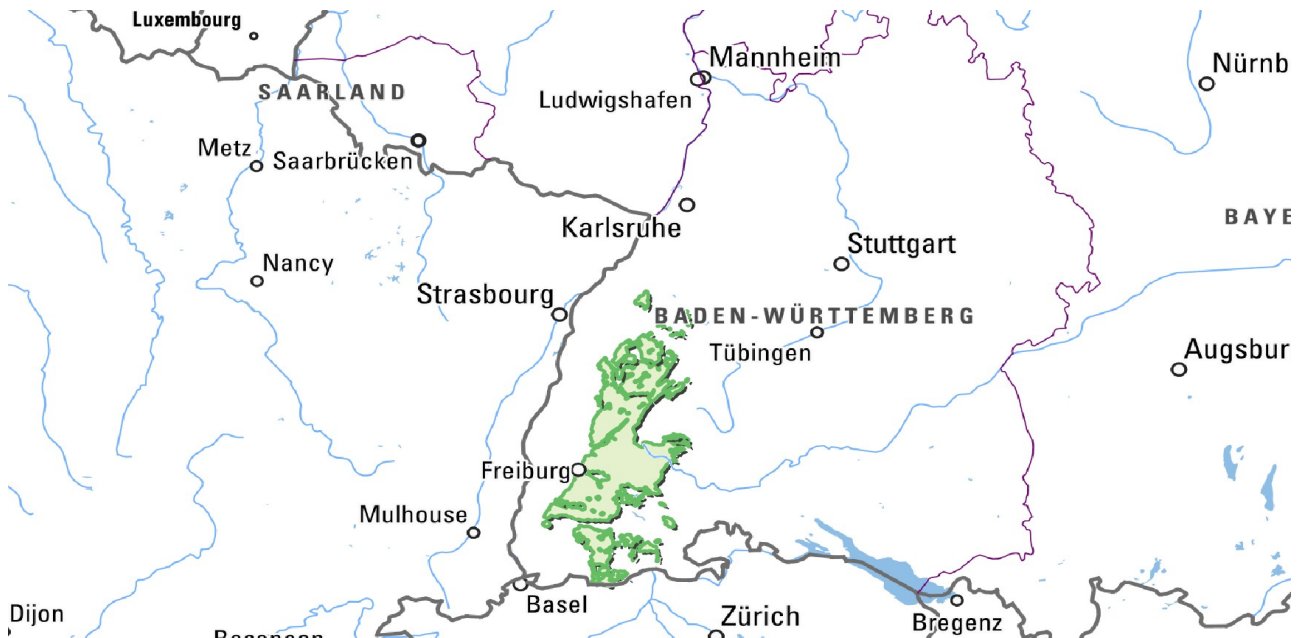 Luxembourg
Mannheim
Nürnb
SAARLAND
Ludwigshafen
Metz
Saarbrücken
Karlsruhe
BAYE
Stuttgart
Nancy
Strasbourg
BADEN-WÜRTTEMBERG
Tübingen
Augsbur
Freiburg
Mulhouse
Basel
Dijon
Zürich
Bregenz